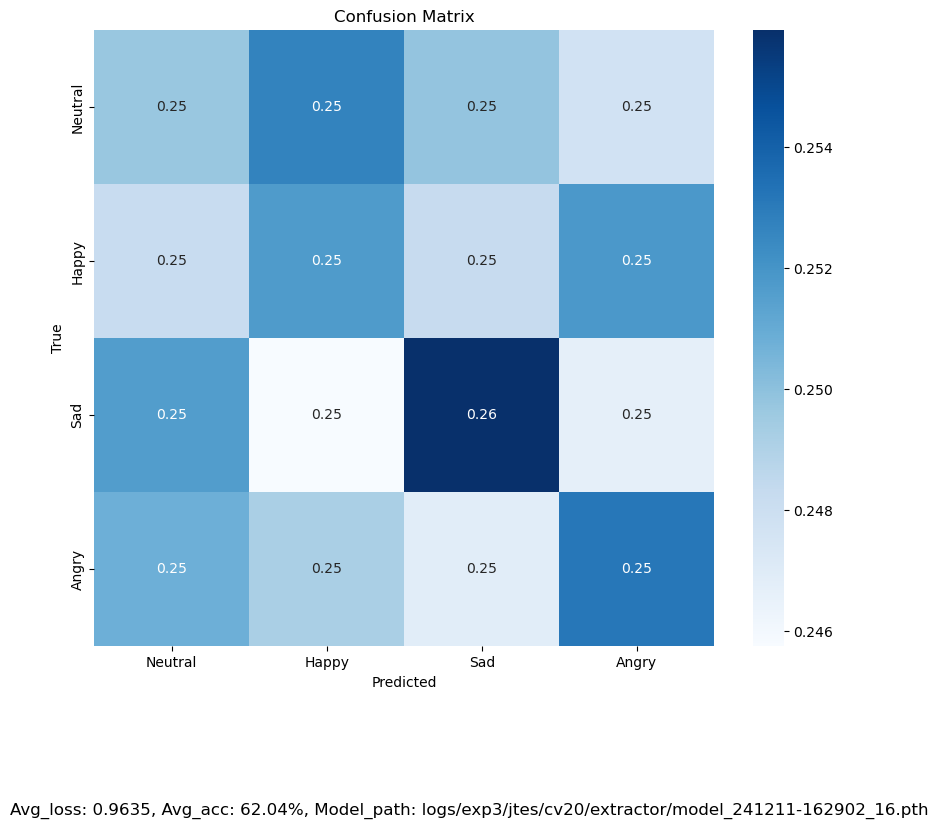 Confusion Matrix
Neutral
0.25 0.25 0.25 0.25
0.254
Happy
0.25 0.25 0.25 0.25
0.252
True
0.250
Sad
0.25 0.25 0.26 0.25
0.248
Angry
0.25 0.25 0.25 0.25
0.246
Neutral Happy Sad Angry
Predicted
Avg_loss: 0.9635, Avg_acc: 62.04%, Model_path: logs/exp3/jtes/cv20/extractor/model_241211-162902_16.pth